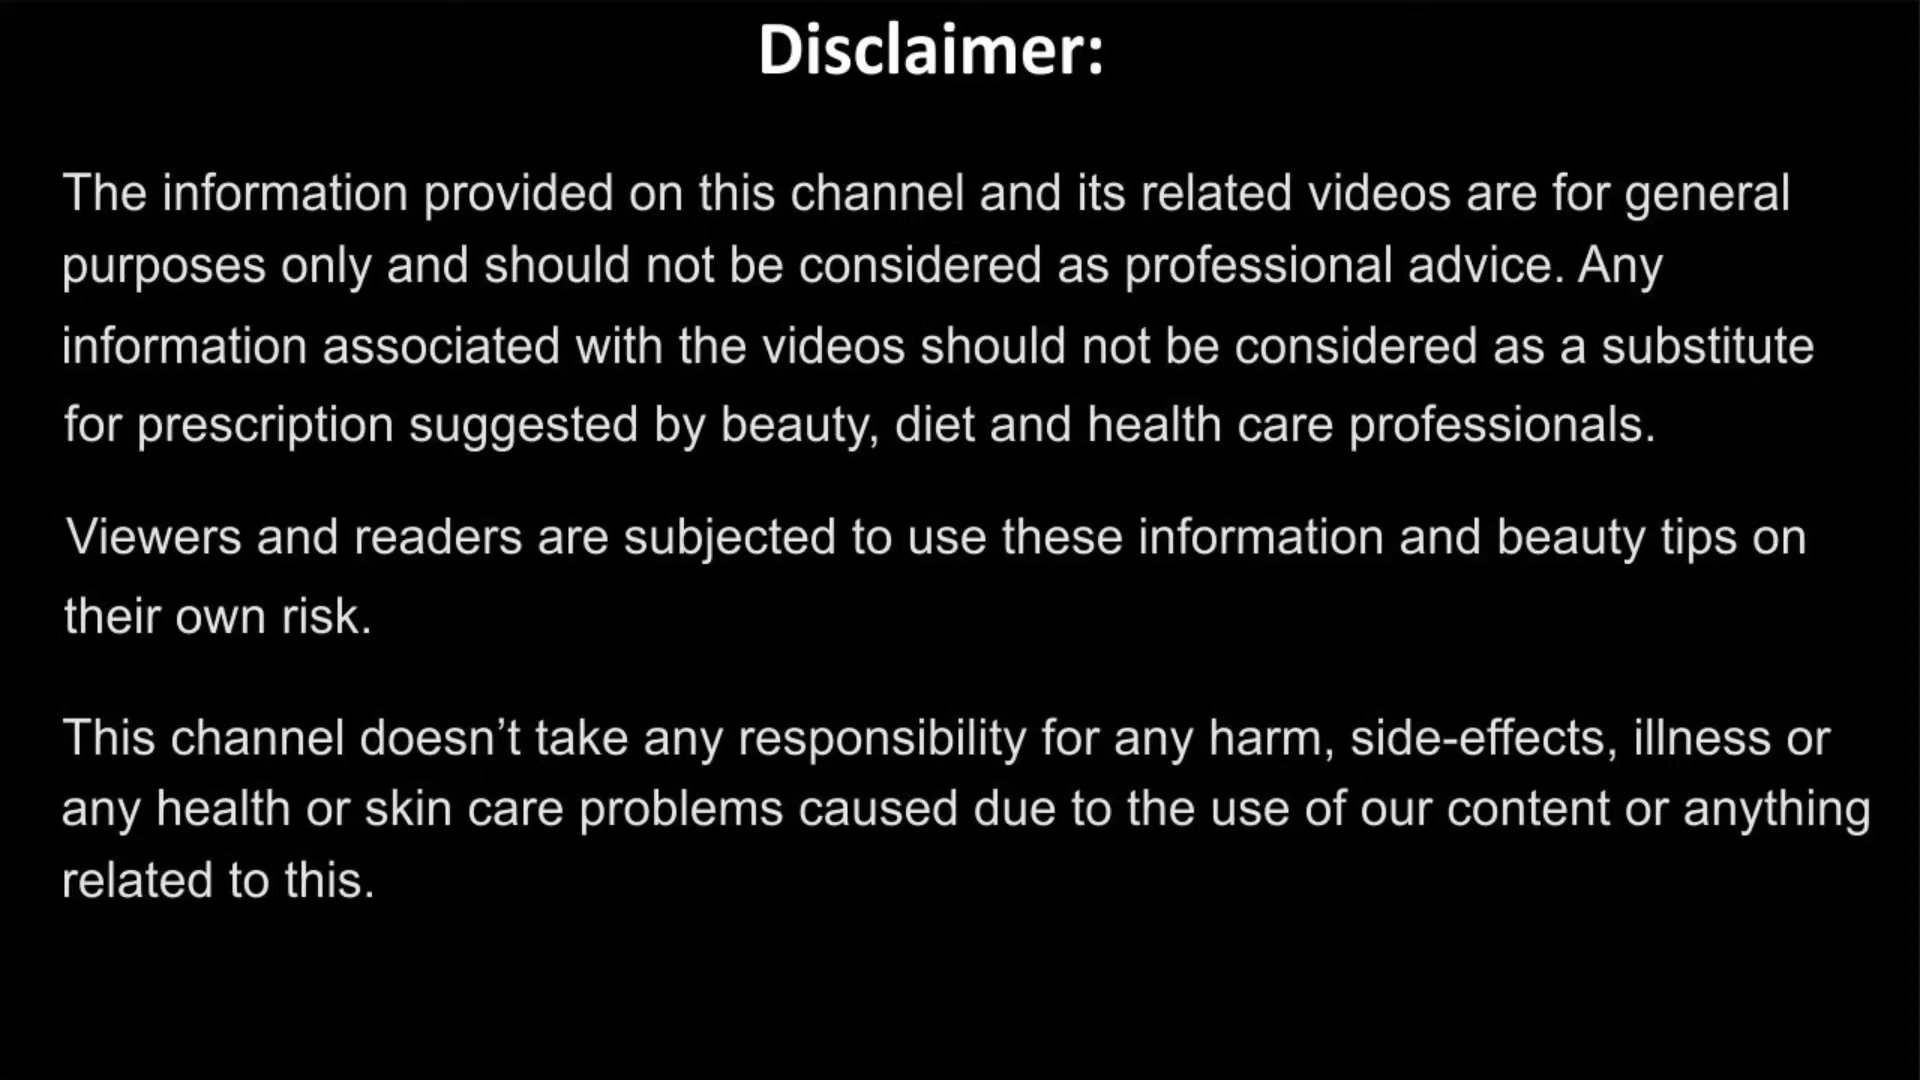 Disclaimer:
The information provided on this channel and its related videos are for general
purposes only and should not be considered as professional advice. Any
information associated with the videos should not be considered as a substitute
for prescription suggested by beauty, diet and health care professionals.
Viewers and readers are subjected to use these information and beauty tips on
their own risk.
This channel doesn’t take any responsibility for any harm, side-effects, illness or
any health or skin care problems caused due to the use of our content or anything
related to this.